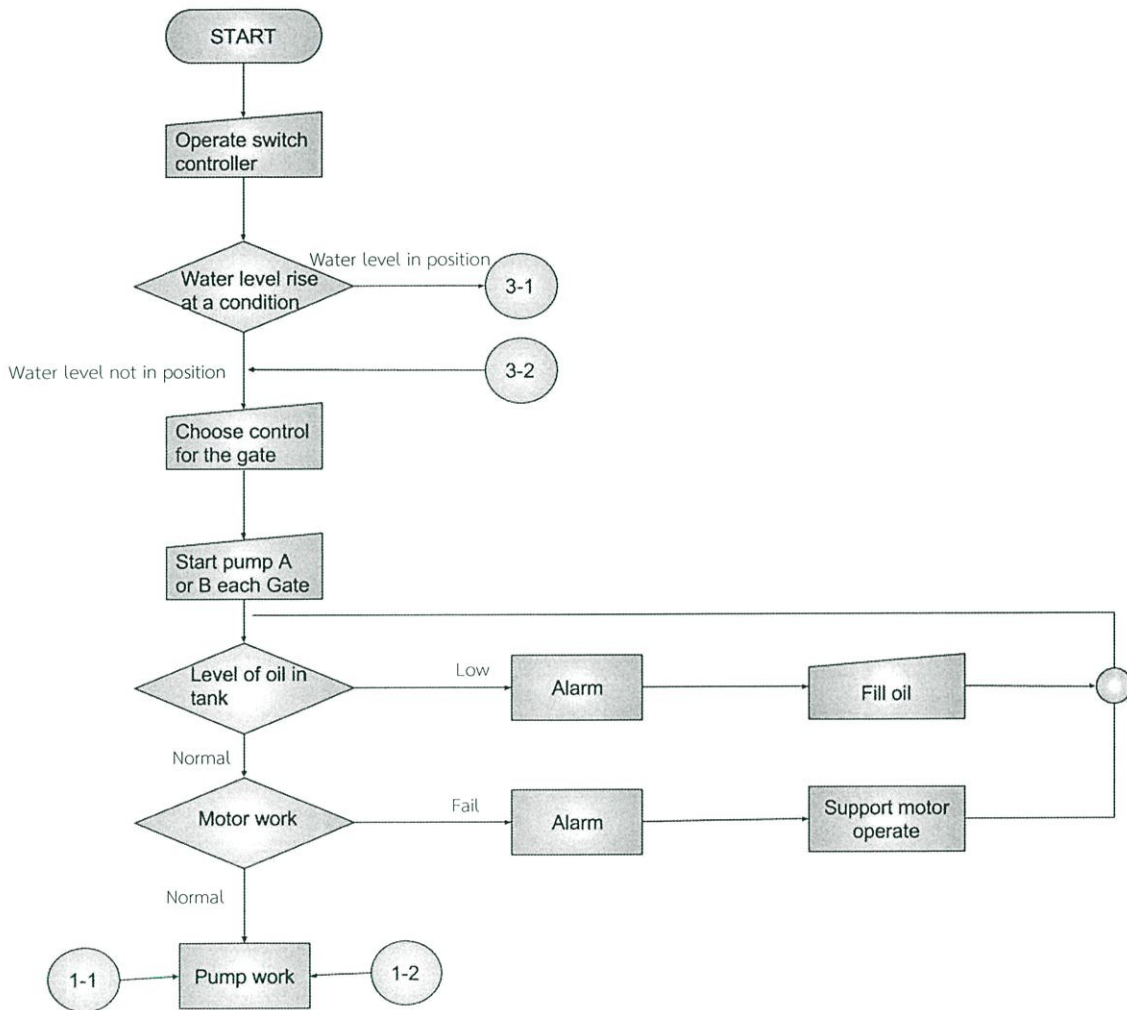 START
Operate switch
controller
Water level in position
Water level rise
at a condition
3-1
3-2
Water level not in position
Choose control
for the gate
Start pump A
or B each Gate
Level of oil in
tank
Low
Alarm
Fill oil
Normal
Motor work
Fail
Alarm
Support motor
operate
Normal
1-1
Pump work
1-2